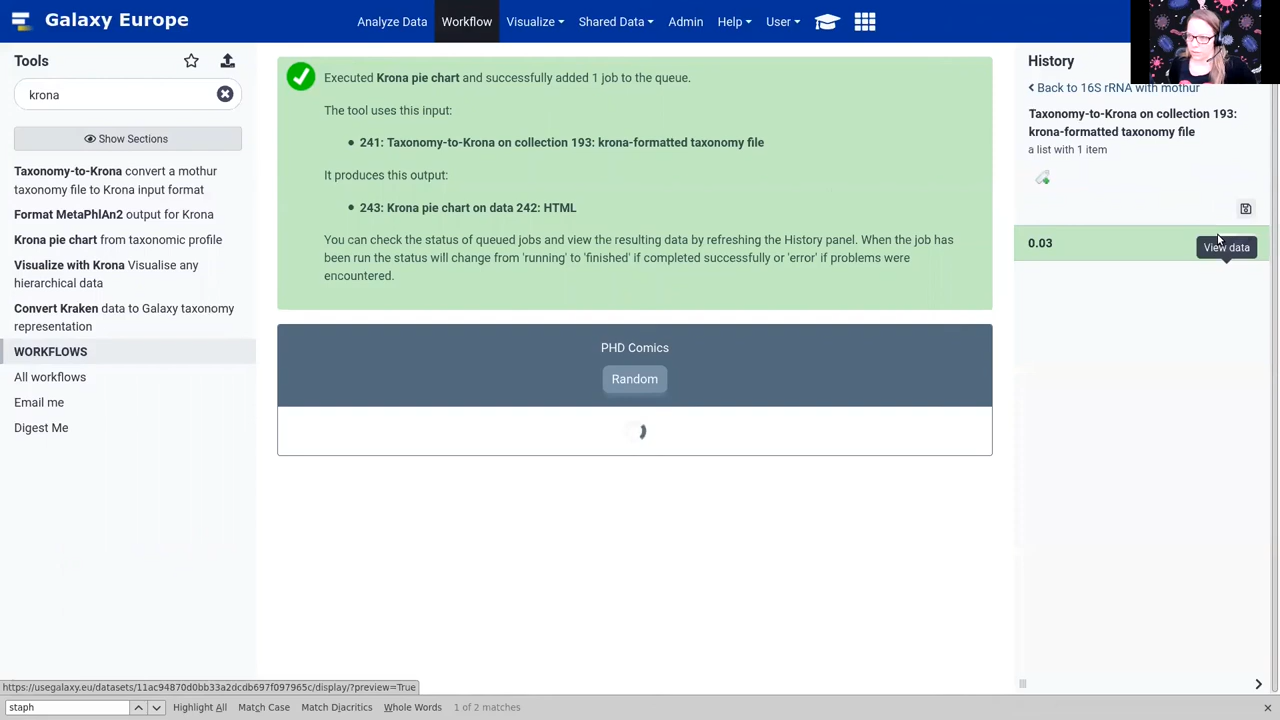 Galaxy Europe
Analyze Data
Workflow
Visualize
Shared Data
Admin
Help
User
Tools
krona
Show Sections
Taxonomy-to-Krona convert a mothur
taxonomy file to Krona input format
Format MetaPhlAn2 output for Krona
Krona pie chart from taxonomic profile
Visualize with Krona Visualise any
hierarchical data
Convert Kraken data to Galaxy taxonomy
representation
WORKFLOWS
All workflows
Email me
Digest Me
Executed Krona pie chart and successfully added 1 job to the queue.
The tool uses this input:
241: Taxonomy-to-Krona on collection 193: krona-formatted taxonomy file
It produces this output:
243: Krona pie chart on data 242: HTML
You can check the status of queued jobs and view the resulting data by refreshing the History panel. When the job has
been run the status will change from 'running' to 'finished' if completed successfully or 'error' if problems were
encountered.
PHD Comics
Random
History
Back to 16S rRNA with mothur
Taxonomy-to-Krona on collection 193:
krona-formatted taxonomy file
a list with 1 item
0.03
View data
https://usegalaxy.eu/datasets/11ac94870d0bb33a2dcdb697f097965c/display/?preview=True
staph
Highlight All
Match Case
Match Diacritics
Whole Words
1 of 2 matches